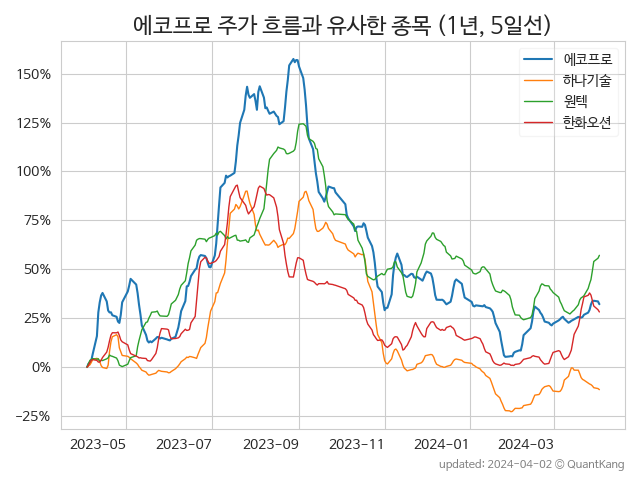 에코프로 주가 흐름과 유사한 종목 (1년, 5일선)
에코프로
하나기술
원텍
한화오션
150%
125%
100%
75%
50%
25%
0%
−25%
2023-05
2023-07
2023-09
2023-11
2024-01
2024-03
updated: 2024-04-02 © QuantKang